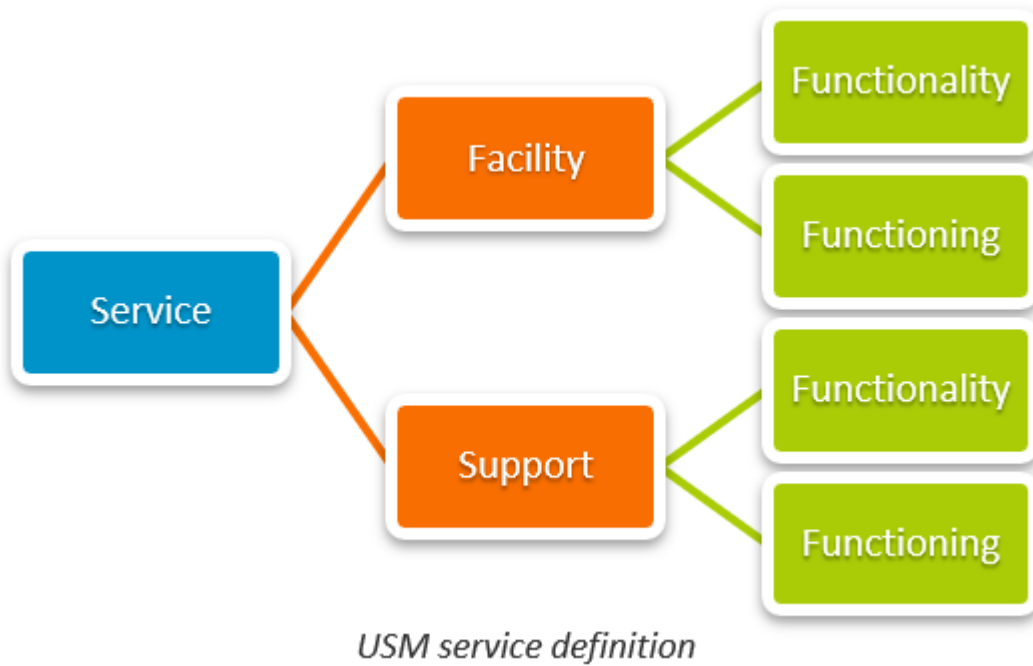 Service
Facility
Functionality
Functioning
Support
Functionality
Functioning
USM service definition